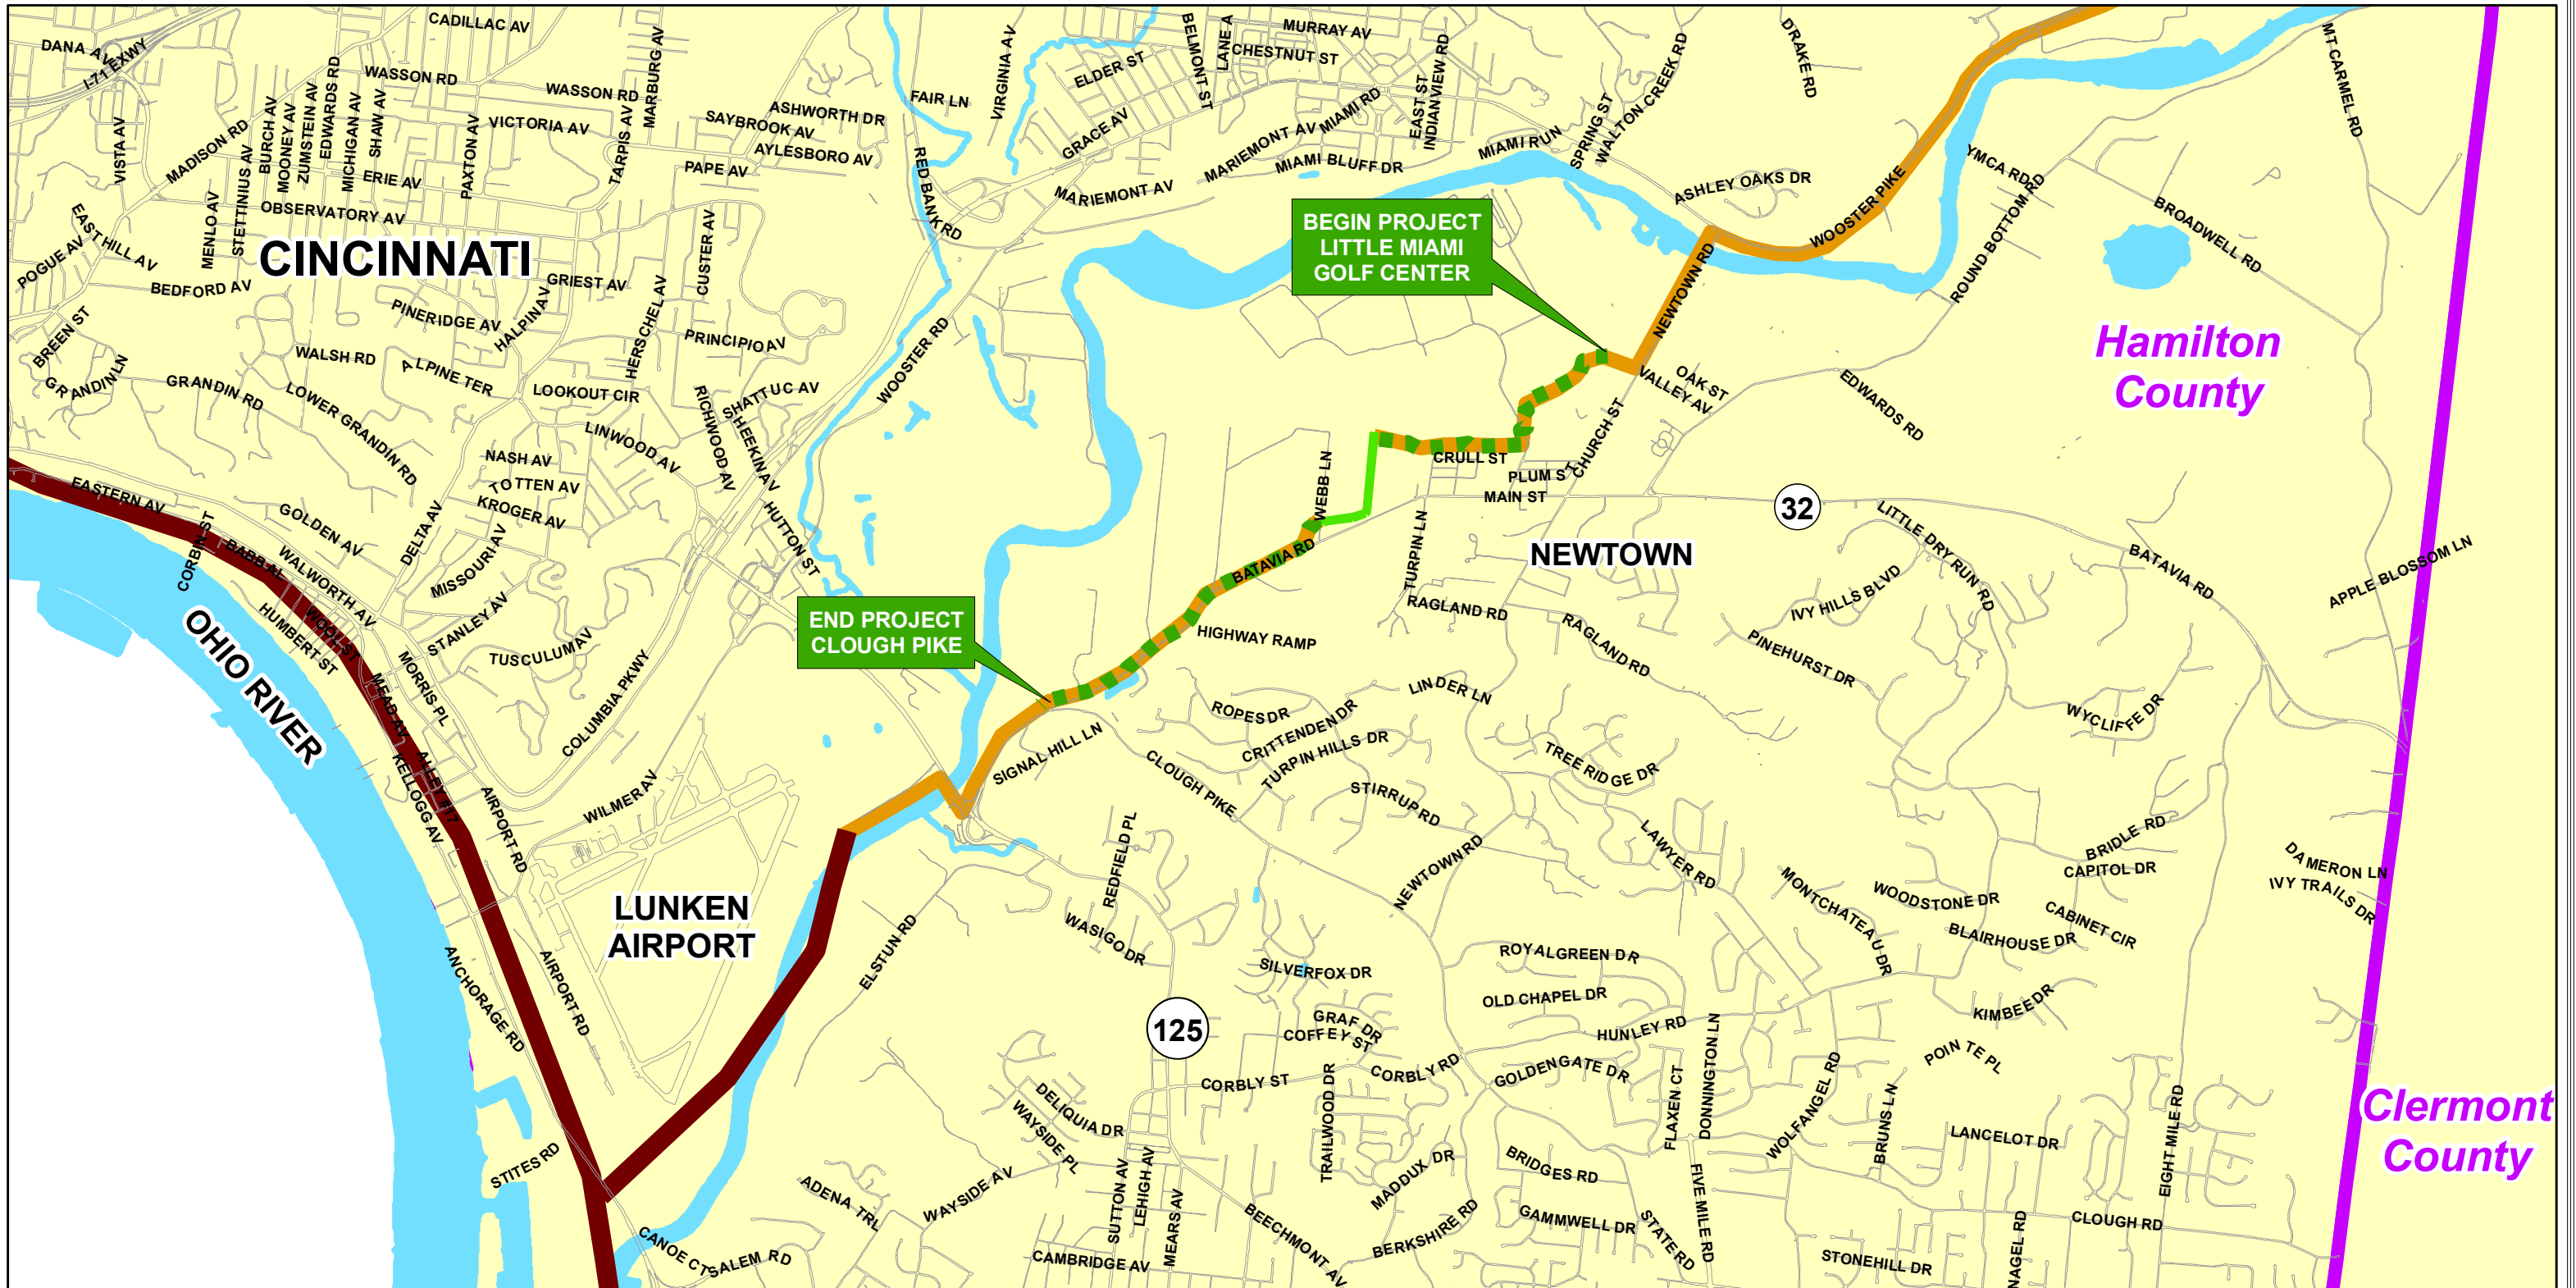 CADILLAC AV
DANA AV
I-71 EXWY
WASSON RD
WASSON RD
MARBURG AV
VIRGINIA AV
ELDER ST
BELMONT ST
LANE A
MURRAY AV
CHESTNUT ST
INDIANVIEW RD
EAST ST
DRAKE RD
MT CARMEL RD
VISTA AV
MADISON RD
BURCH AV
MOONEY AV
ZUMSTEIN AV
EDWARDS RD
MICHIGAN AV
SHAW AV
PAXTON AV
VICTORIA AV
TARPIS AV
SAYBROOK AV
ASHWORTH DR
AYLESBORO AV
PAPE AV
FAIR LN
RED BANK RD
GRACE AV
MARIEMONT AV
MARIEMONT AV
MIAMI RD
MIAMI BLUFF DR
MIAMI RUN
SPRING ST
WALTON CREEK RD
ASHLEY OAKS DR
WOOSTER PIKE
YMCA RD
ROUND BOTTOM RD
BROADWELL RD
ERIE AV
OBSERVATORY AV
MENLO AV
STETTINIUS AV
EAST HILL AV
POGUE AV
BEDFORD AV
CINCINNATI
GRIEST AV
CUSTER AV
HERSCHEL AV
PINERIDGE AV
HALPIN AV
PRINCIPIO AV
BEGIN PROJECT
LITTLE MIAMI
GOLF CENTER
NEWTOWN RD
Hamilton
County
BREEN ST
GRANDIN LN
GRANDIN RD
WALSH RD
ALPINE TER
LOWER GRANDIN RD
LOOKOUT CIR
LINWOOD AV
RICHWOOD AV
SHATTUC AV
SHEEKIN AV
WOOSTER RD
OAK ST
VALLEY AV
CHURCH ST
EDWARDS RD
NASH AV
TOTTEN AV
KROGER AV
HUTTON ST
WEBB LN
CRULL ST
PLUM ST
MAIN ST
32
EASTERN AV
CORBIN ST
GOLDEN AV
BABB AL
WALWORTH AV
DELTA AV
MISSOURI AV
STANLEY AV
HUMBERT ST
WOOL ST
BATAVIA RD
TURPIN LN
NEWTOWN
LITTLE DRY RUN RD
BATAVIA RD
APPLE BLOSSOM LN
IVY HILLS BLVD
PINEHURST DR
OHIO RIVER
END PROJECT
CLOUGH PIKE
HIGHWAY RAMP
RAGLAND RD
RAGLAND RD
TUSCULUM AV
MORRIS PL
MEAD AV
COLUMBIA PKWY
SIGNAL HILL LN
ROPES DR
CRITTENDEN DR
TURPIN HILLS DR
LINDER LN
WYCLIFFE DR
TREE RIDGE DR
CLOUGH PIKE
STIRRUP RD
KELLOGG AV
ALLEY #17
AIRPORT RD
WILMER AV
REDFIELD PL
NEWTOWN RD
LAWYER RD
BRIDLE RD
CAPITOL DR
DAMERON LN
IVY TRAILS DR
LUNKEN
AIRPORT
ELSTUN RD
WASIGO DR
MONTCHATEAU DR
WOODSTONE DR
CABINET CIR
BLAIRHOUSE DR
ANCHORAGE RD
AIRPORT RD
SILVERFOX DR
ROYALGREEN DR
OLD CHAPEL DR
125
GRAF DR
COFFEY ST
HUNLEY RD
KIMBEE DR
CORBLY ST
CORBLY RD
GOLDENGATE DR
DONNINGTON LN
FLAXEN CT
WOLFANGEL RD
POINTE PL
BRUNS LN
EIGHT MILE RD
Clermont
County
DELIQUIA DR
WAYSIDE PL
TRAILWOOD DR
MADDUX DR
LANCELOT DR
STITES RD
ADENA TRL
WAYSIDE AV
SUTTON AV
LEHIGH AV
MEARS AV
BEECHMONT AV
BERKSHIRE RD
BRIDGES RD
GAMMWELL DR
STATE RD
FIVE MILE RD
CLOUGH RD
NAGEL RD
STONEHILL DR
CANOE CT
SALEM RD
CAMBRIDGE AV